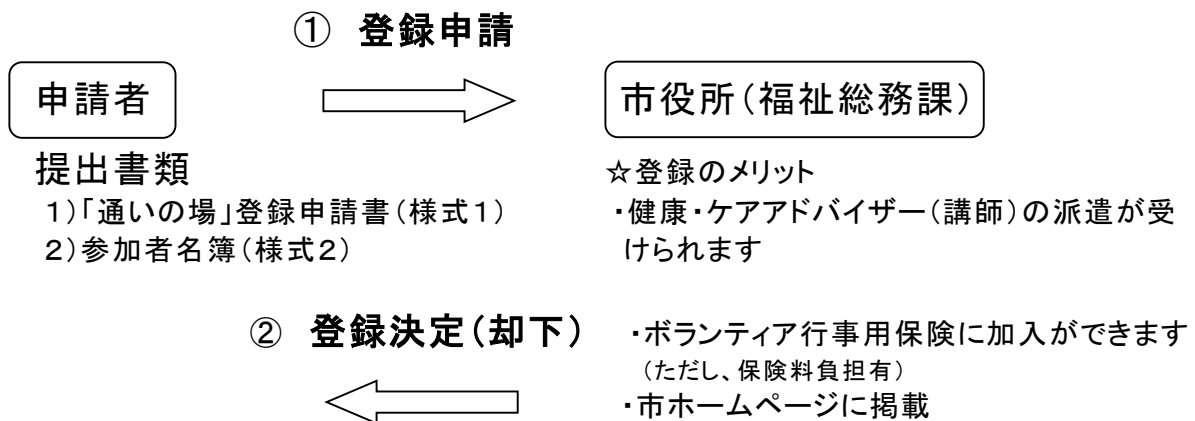 ① 登録申請
申請者
市役所(福祉総務課)
提出書類
1)「通いの場」登録申請書(様式1)
2)参加者名簿(様式2)
☆登録のメリット
・健康・ケアアドバイザー(講師)の派遣が受
けられます
② 登録決定(却下)
・ボランティア行事用保険に加入ができます
(ただし、保険料負担有)
・市ホームページに掲載